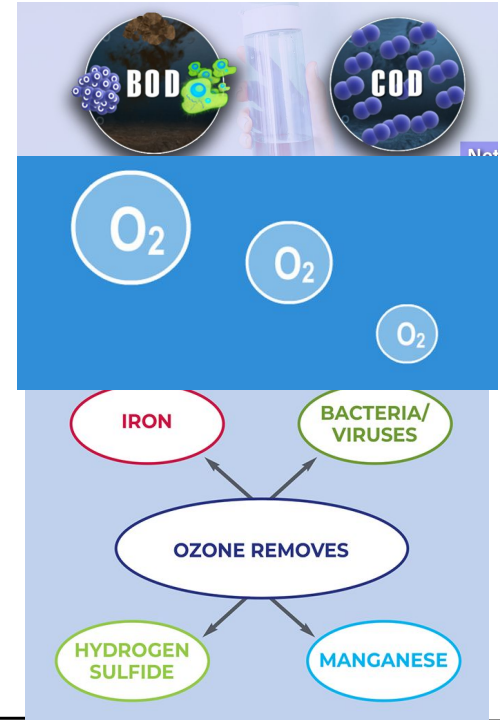 BOD
COD
O₂
O₂
O₂
IRON
BACTERIA/
VIRUSES
OZONE REMOVES
HYDROGEN
SULFIDE
MANGANESE